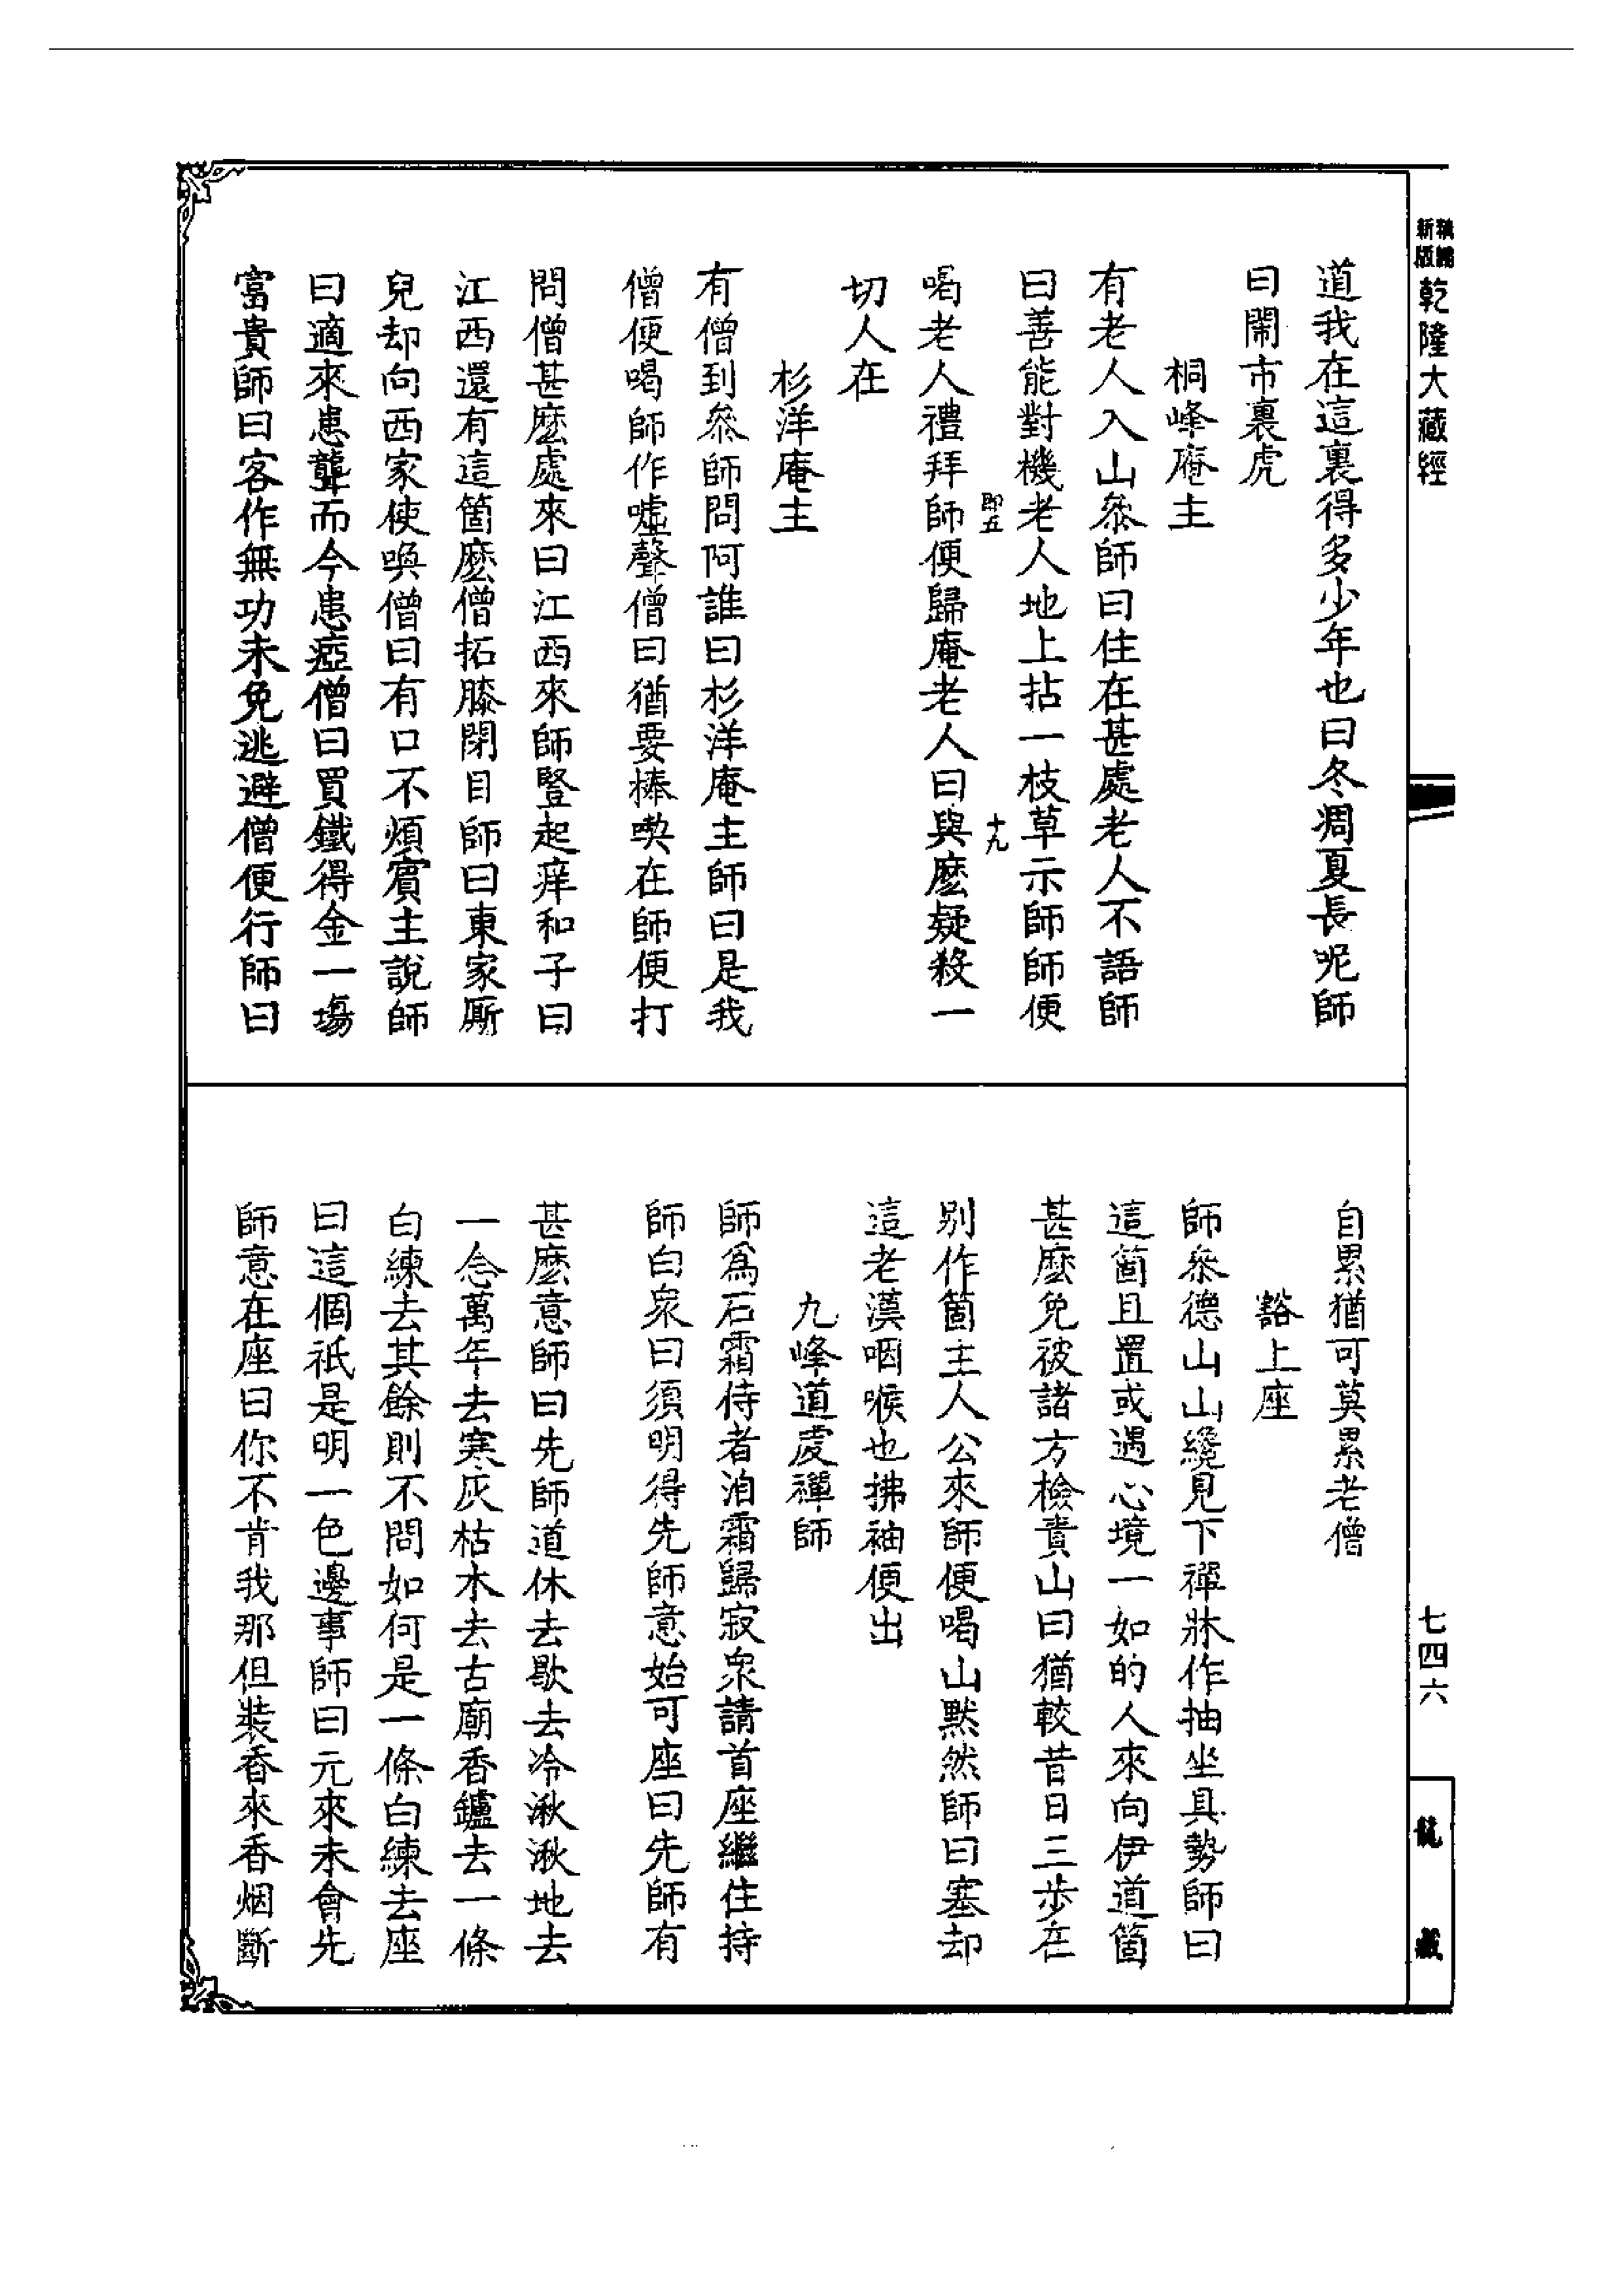 乾隆大藏經
七四六
道我在這裏得多少年也曰冬凋夏長呢師
曰鬧市裏虎
桐峰庵主
有老人入山叅師曰住在甚處老人不語師
曰善能對機老人地上拈一枝草示師師便
十九
喝老人禮拜師便歸庵老人曰與麽疑殺一
切人在
杉洋庵主
有僧到叅師問阿誰曰杉洋庵主師曰是我
僧便喝師作噓聲僧曰猶要棒喫在師便打
問僧甚麽處來曰江西來師豎起痒和子曰
江西還有這箇麽僧拓膝閉目師曰東家厮
兒却向西家使喚僧曰有口不煩賓主說師
曰適來患聾而今患瘂僧曰買鐵得金一塲
富貴師曰客作無功未免逃避僧便行師曰
自累猶可莫累老僧
豁上座
師叅德山山纔見下禪牀作抽坐具勢師曰
這箇且置或遇心境一如的人來向伊道箇
甚麽免被諸方檢責山曰猶較昔日三步在
别作箇主人公來師便喝山黙然師曰塞却
這老漢咽喉也拂袖便出
九峰道虔禪師
師爲石霜侍者洎霜歸寂衆請首座繼住持
師白衆曰須明得先師意始可座曰先師有
甚麽意師曰先師道休去歇去冷湫湫地去
一念萬年去寒灰枯木去古廟香鑪去一條
白練去其餘則不問如何是一條白練去座
曰這個祇是明一色邊事師曰元來未會先
師意在座曰你不肯我那但裝香來香烟斷